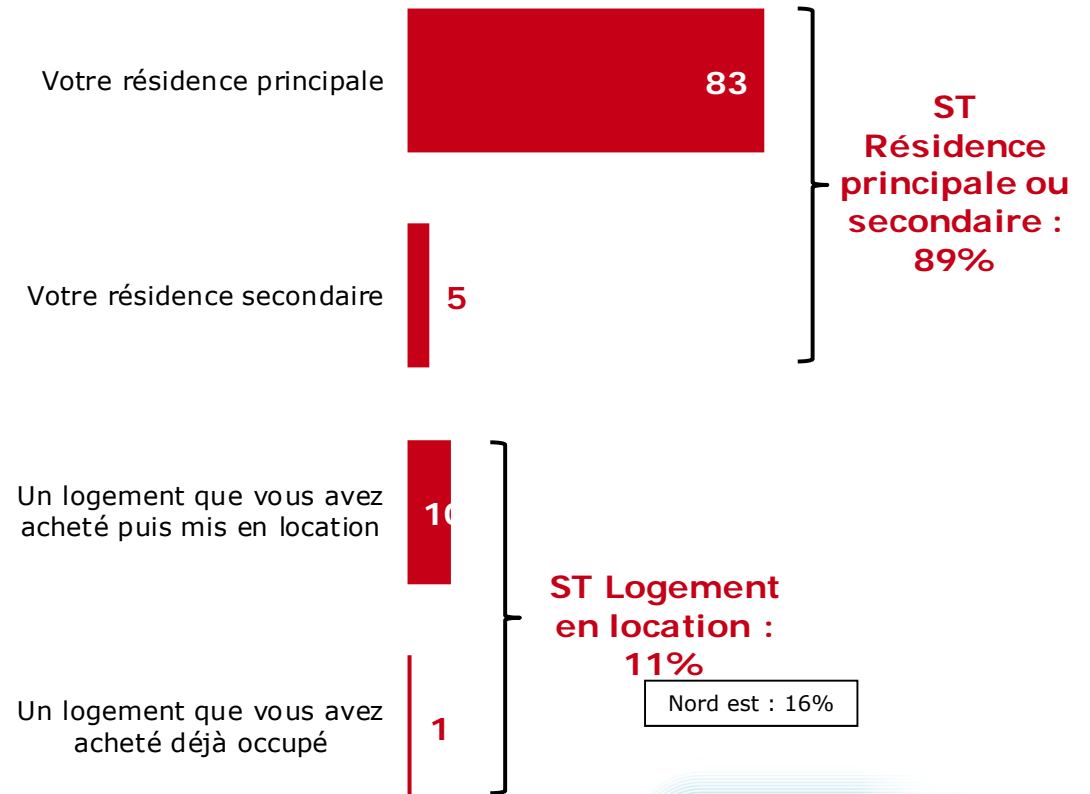 Votre résidence principale
83
ST
Résidence
principale ou
secondaire :
89%
Votre résidence secondaire
5
Un logement que vous avez
acheté puis mis en location
10
ST Logement
en location :
11%
Nord est : 16%
Un logement que vous avez
acheté déjà occupé
1